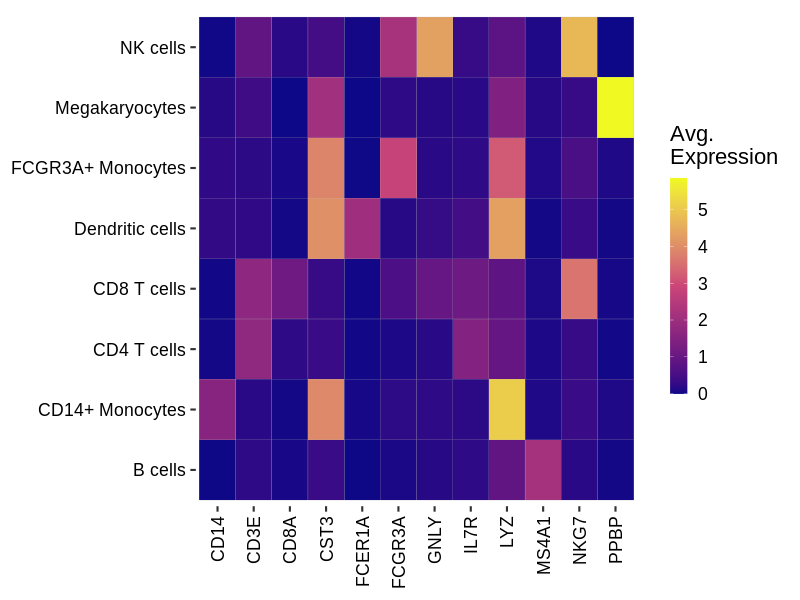 NK cells
Megakaryocytes
FCGR3A+ Monocytes
Dendritic cells
CD8 T cells
CD4 T cells
CD14+ Monocytes
B cells
CD14
CD3E
CD8A
CST3
FCER1A
FCGR3A
GNLY
IL7R
LYZ
MS4A1
NKG7
PPBP
Avg.
Expression
5
4
3
2
1
0